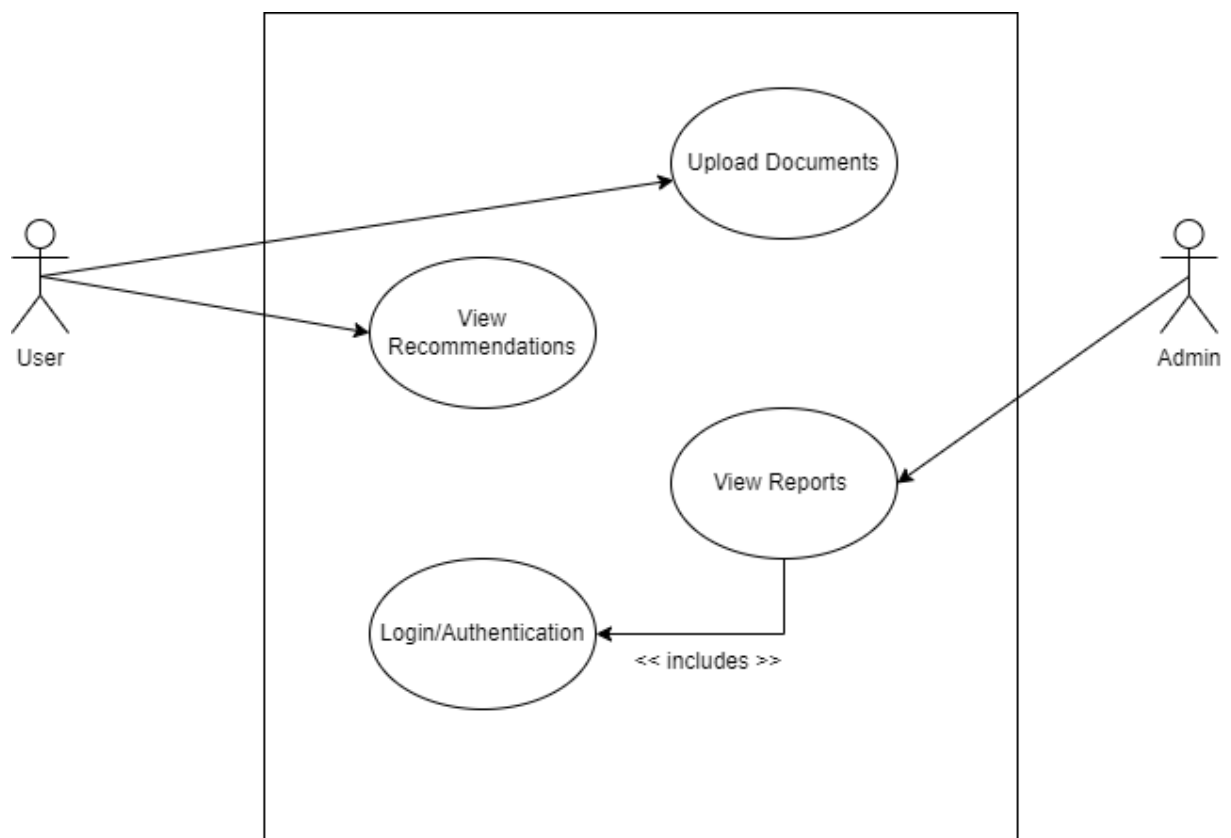 Upload Documents
View
Recommendations
User
Admin
View Reports
Login/Authentication
<< includes >>